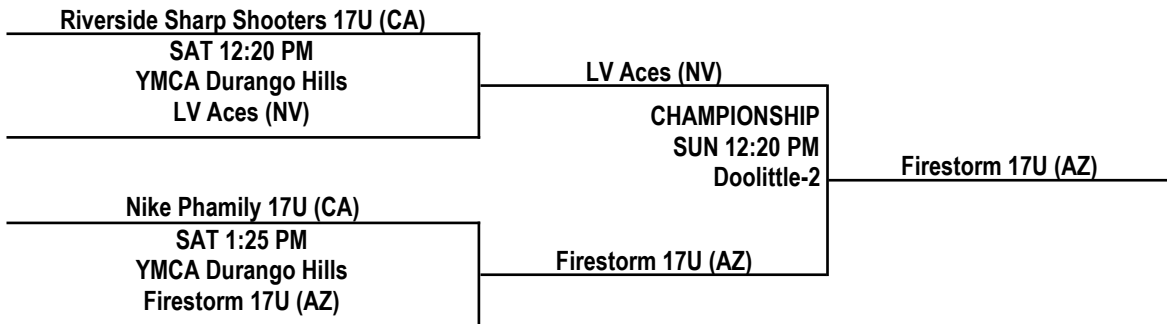 Riverside Sharp Shooters 17U (CA)
SAT 12:20 PM
YMCA Durango Hills
LV Aces (NV)
LV Aces (NV)
CHAMPIONSHIP
SUN 12:20 PM
Doolittle-2
Firestorm 17U (AZ)
Nike Phamily 17U (CA)
SAT 1:25 PM
YMCA Durango Hills
Firestorm 17U (AZ)
Firestorm 17U (AZ)